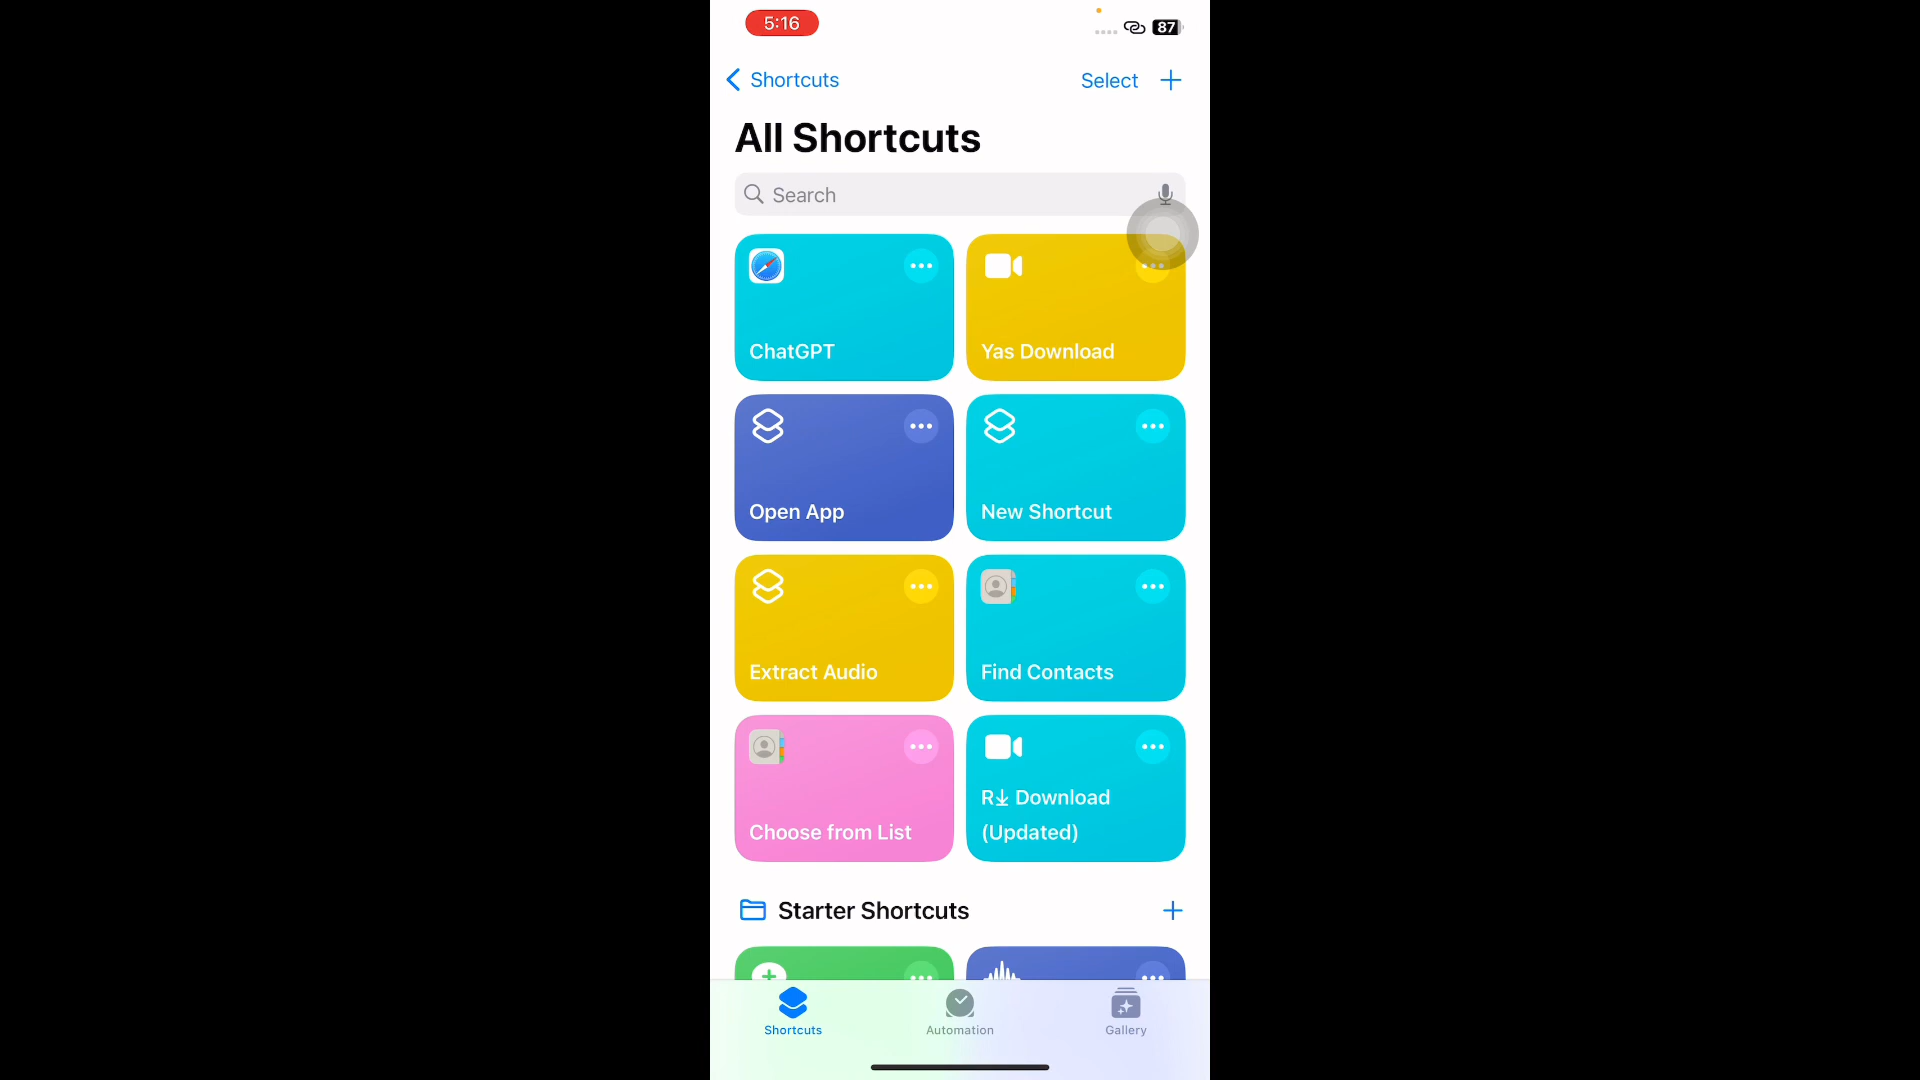 5:16
87
Shortcuts
Select
All Shortcuts
Search
ChatGPT
Yas Download
Open App
New Shortcut
Extract Audio
Find Contacts
Choose from List
R↓ Download
(Updated)
Starter Shortcuts
Shortcuts
Automation
Gallery